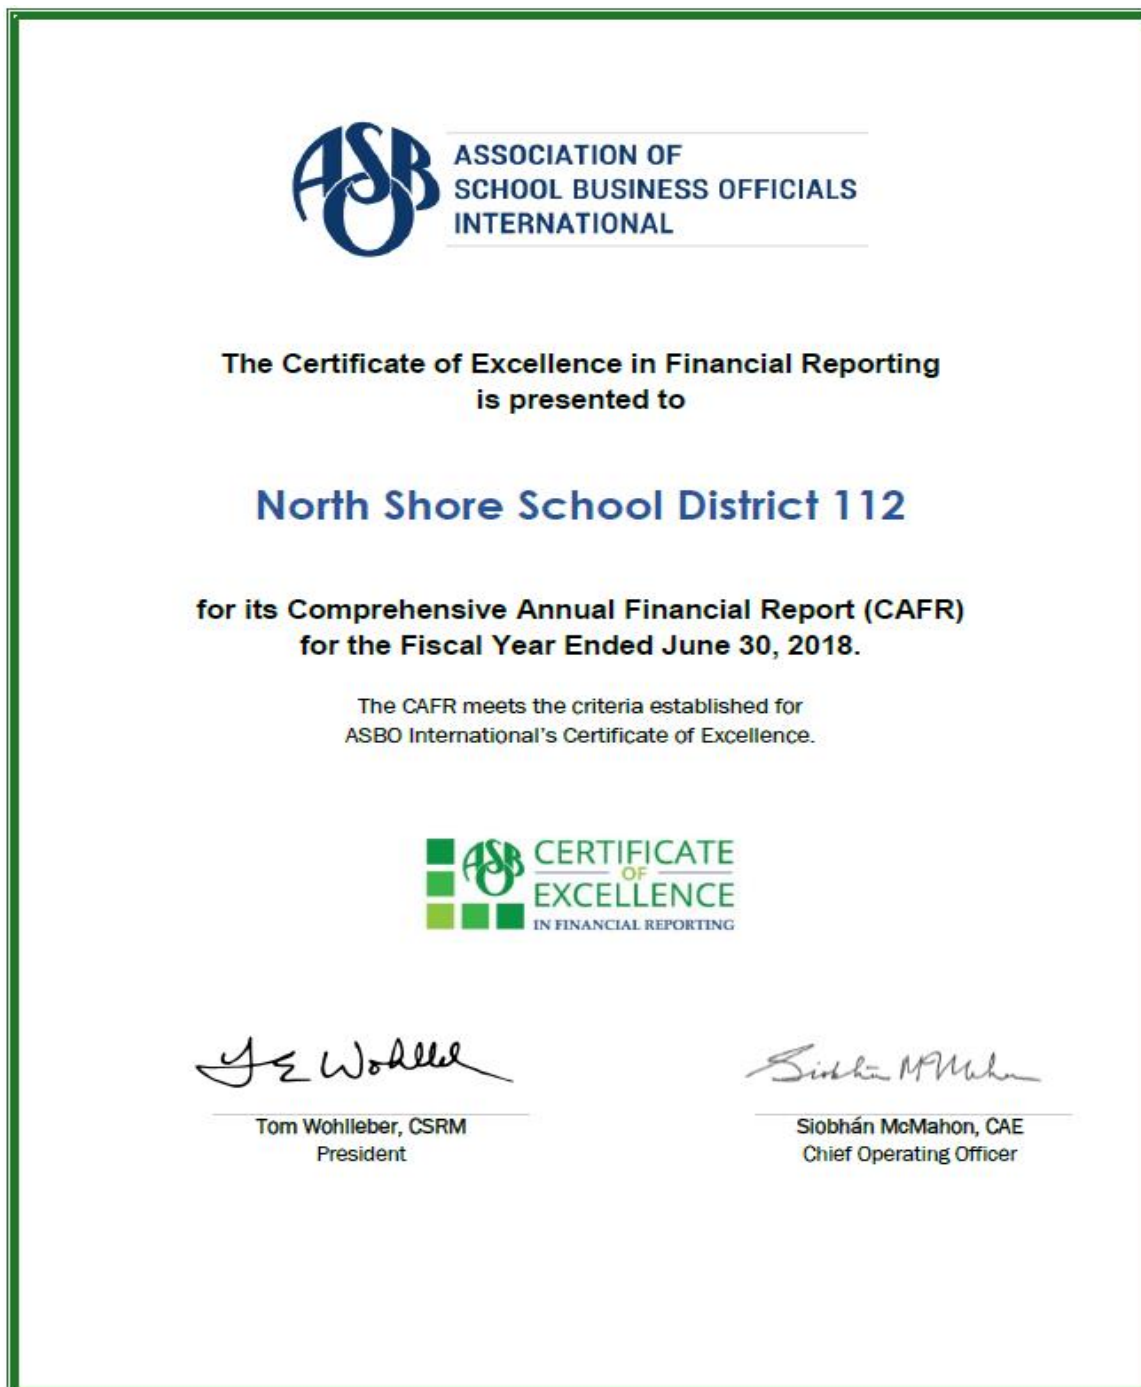 ASBO
ASSOCIATION OF
SCHOOL BUSINESS OFFICIALS
INTERNATIONAL
The Certificate of Excellence in Financial Reporting
is presented to
North Shore School District 112
for its Comprehensive Annual Financial Report (CAFR)
for the Fiscal Year Ended June 30, 2018.
The CAFR meets the criteria established for
ASBO International's Certificate of Excellence.
ASBO
CERTIFICATE
OF
EXCELLENCE
IN FINANCIAL REPORTING
Tom Wohlleber, CSRM
President
Siobhán McMahon, CAE
Chief Operating Officer